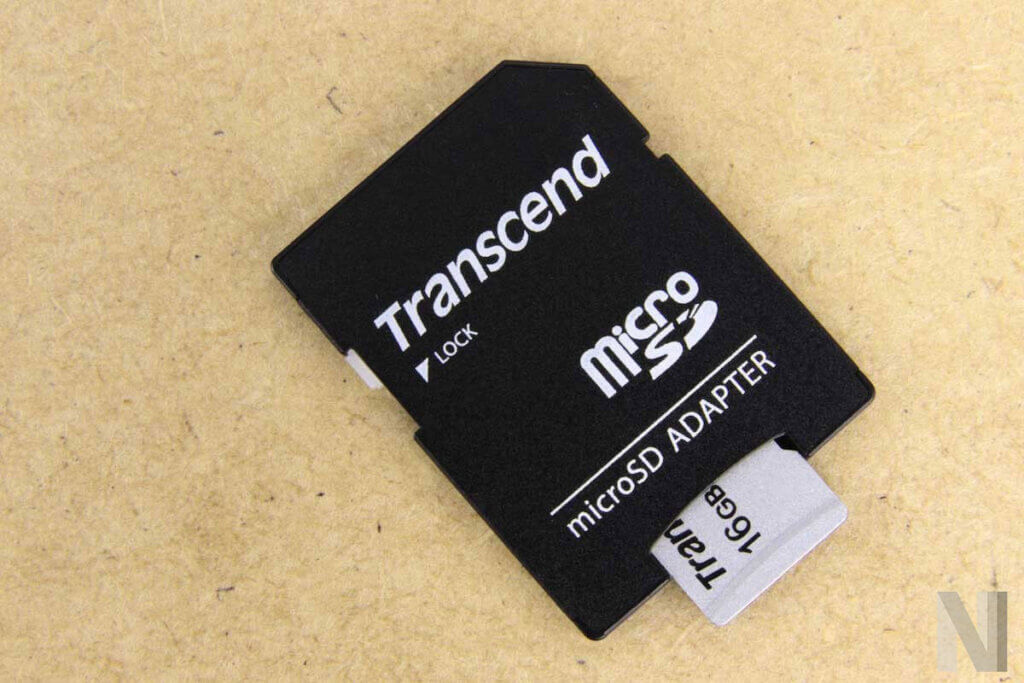 Transcend
LOCK
micro
SD
microSD ADAPTER
Tran
16GB
N